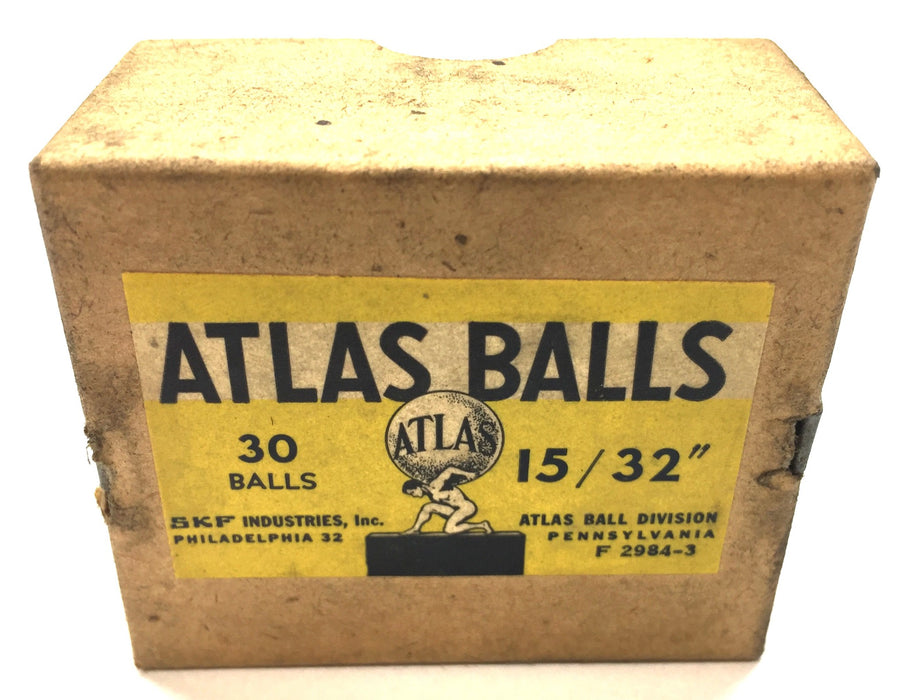 ATLAS BALLS
30
BALLS
ATLAS
15/32"
SKF INDUSTRIES, Inc.
PHILADELPHIA 32
ATLAS BALL DIVISION
PENNSYLVANIA
F 2984-3